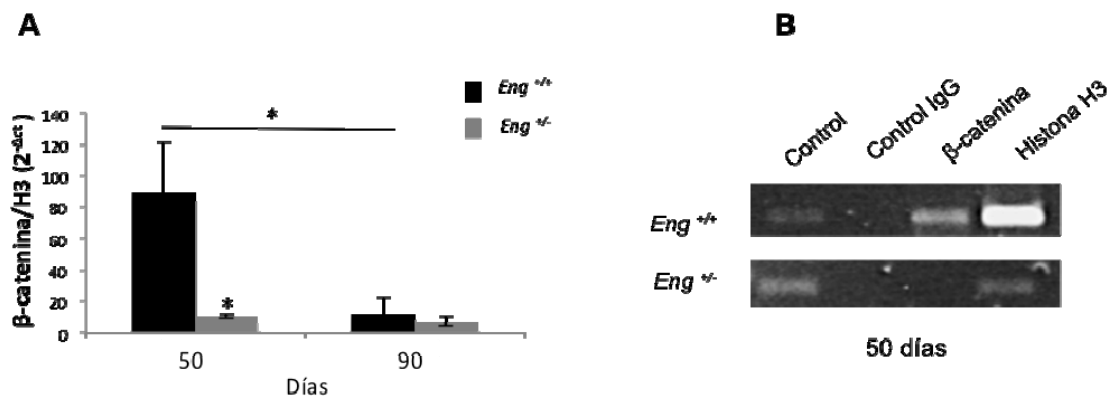 A
β-catenina/H3 (2-Δct)
140
120
100
80
60
40
20
0
*
*
50
90
Días
Eng +/+
Eng +/-
B
Control
Control IgG
β-catenina
Histona H3
Eng +/+
Eng +/-
50 días